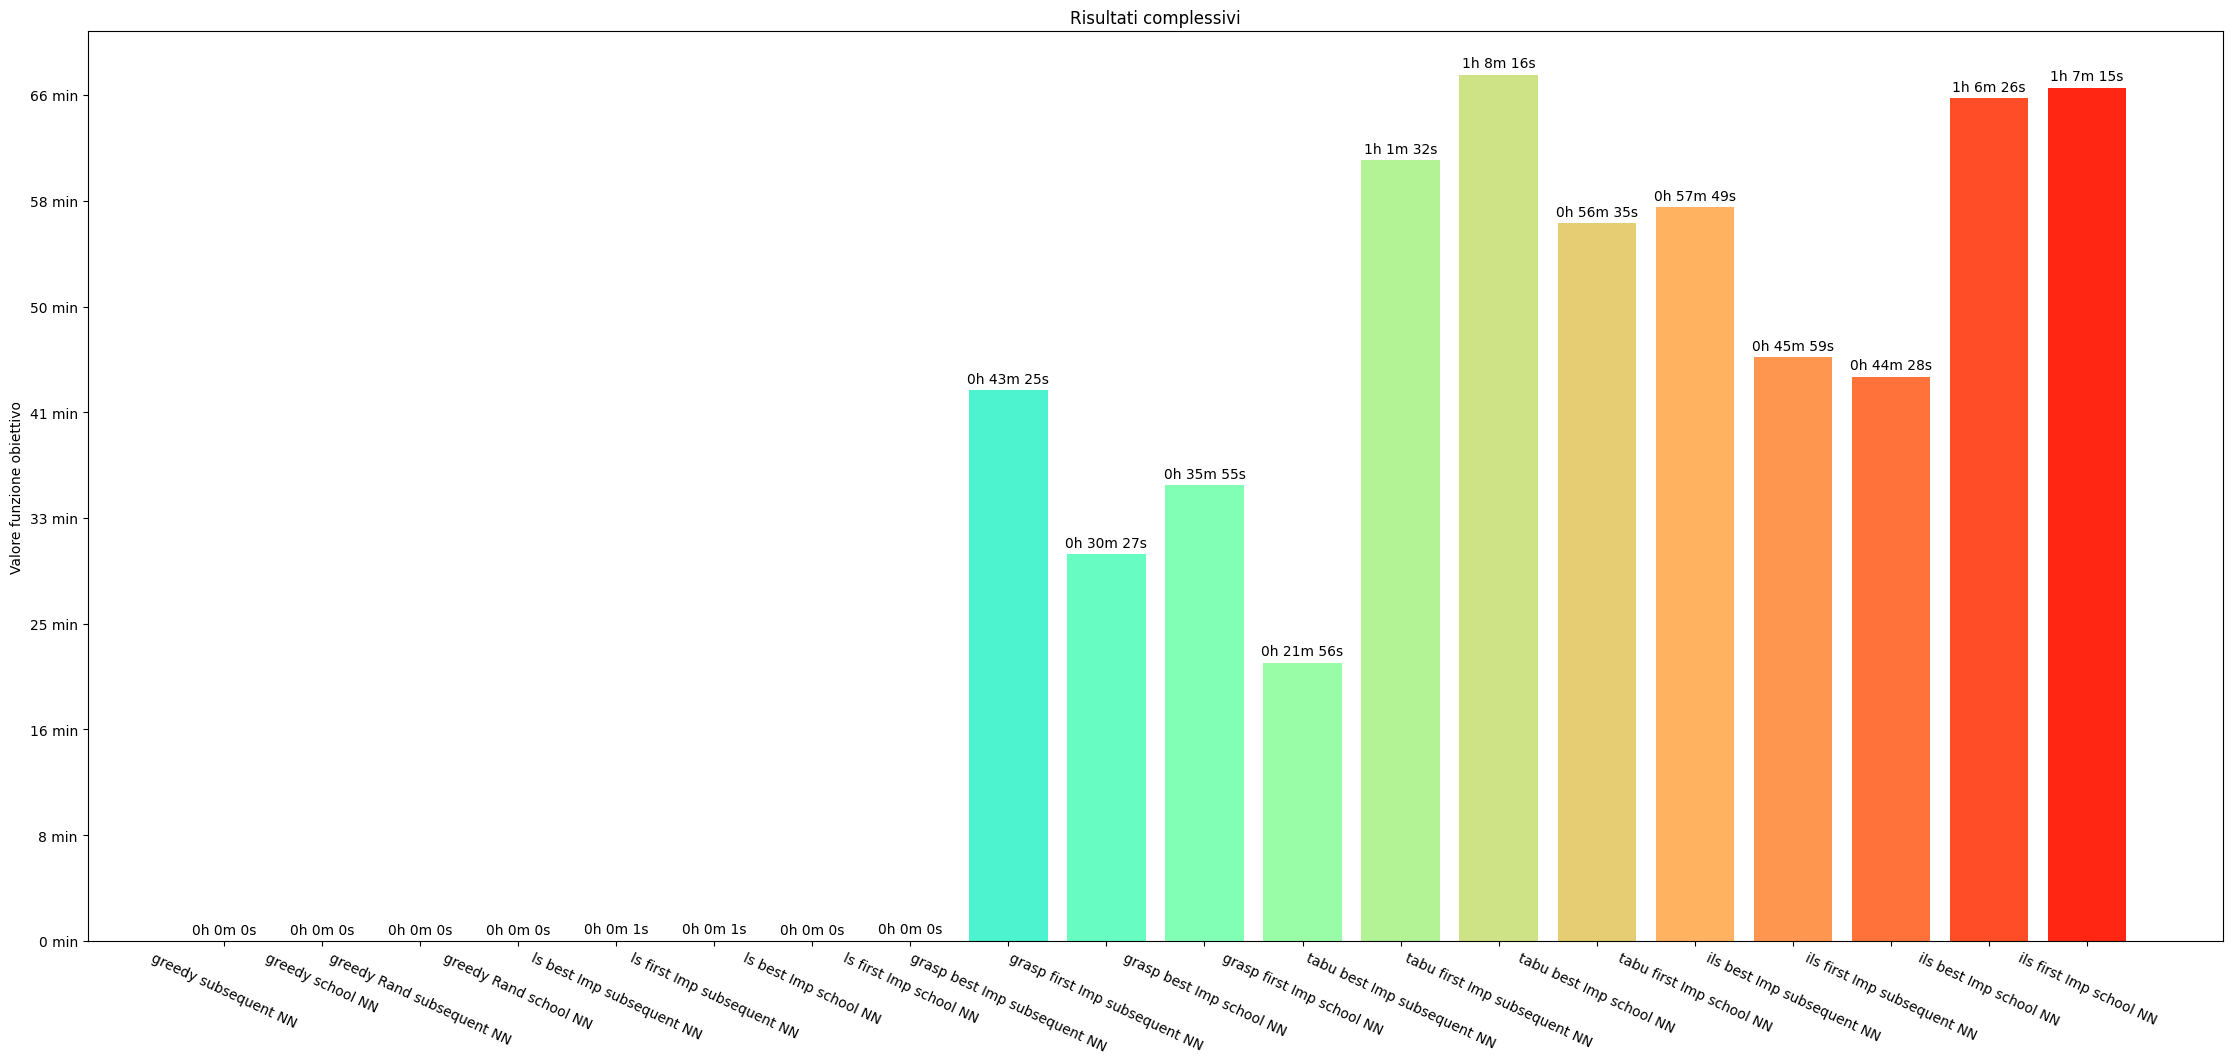 Risultati complessivi
Valore funzione obiettivo
66 min
58 min
50 min
41 min
33 min
25 min
16 min
8 min
0 min
0h 0m 0s
0h 0m 0s
0h 0m 0s
0h 0m 0s
0h 0m 1s
0h 0m 1s
0h 0m 0s
0h 0m 0s
0h 43m 25s
0h 30m 27s
0h 35m 55s
0h 21m 56s
1h 1m 32s
1h 8m 16s
0h 56m 35s
0h 57m 49s
0h 45m 59s
0h 44m 28s
1h 6m 26s
1h 7m 15s
greedy subsequent NN
greedy school NN
greedy Rand subsequent NN
greedy Rand school NN
ls best Imp subsequent NN
ls first Imp subsequent NN
ls best Imp school NN
ls first Imp school NN
grasp best Imp subsequent NN
grasp first Imp subsequent NN
grasp best Imp school NN
grasp first Imp school NN
tabu best Imp subsequent NN
tabu first Imp subsequent NN
tabu best Imp school NN
tabu first Imp school NN
ils best Imp subsequent NN
ils first Imp subsequent NN
ils best Imp school NN
ils first Imp school NN